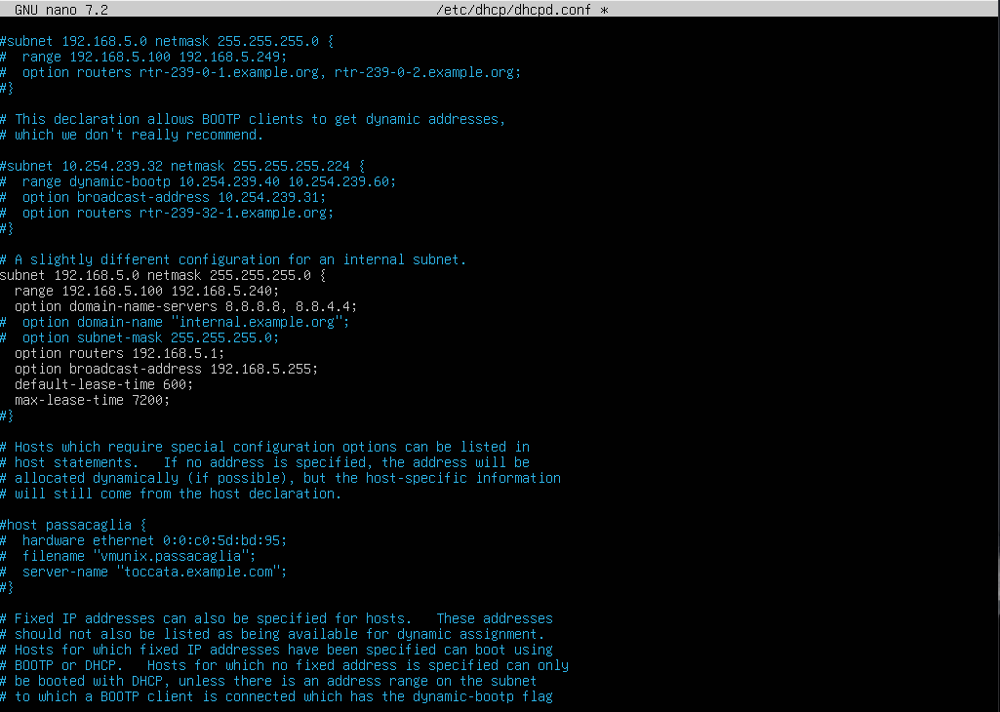 GNU nano 7.2 /etc/dhcp/dhcpd.conf *
#subnet 192.168.5.0 netmask 255.255.255.0 {
#  range 192.168.5.100 192.168.5.249;
#  option routers rtr-239-0-1.example.org, rtr-239-0-2.example.org;
#}
# This declaration allows BOOTP clients to get dynamic addresses,
# which we don't really recommend.
#subnet 10.254.239.32 netmask 255.255.255.224 {
#  range dynamic-bootp 10.254.239.40 10.254.239.60;
#  option broadcast-address 10.254.239.31;
#  option routers rtr-239-32-1.example.org;
#}
# A slightly different configuration for an internal subnet.
subnet 192.168.5.0 netmask 255.255.255.0 {
  range 192.168.5.100 192.168.5.240;
  option domain-name-servers 8.8.8.8, 8.8.4.4;
#  option domain-name "internal.example.org";
#  option subnet-mask 255.255.255.0;
  option routers 192.168.5.1;
  option broadcast-address 192.168.5.255;
  default-lease-time 600;
  max-lease-time 7200;
#}
# Hosts which require special configuration options can be listed in
# host statements.   If no address is specified, the address will be
# allocated dynamically (if possible), but the host-specific information
# will still come from the host declaration.
#host passacaglia {
#  hardware ethernet 0:0:c0:5d:bd:95;
#  filename "vmunix.passacaglia";
#  server-name "toccata.example.com";
#}
# Fixed IP addresses can also be specified for hosts.   These addresses
# should not also be listed as being available for dynamic assignment.
# Hosts for which fixed IP addresses have been specified can boot using
# BOOTP or DHCP.   Hosts for which no fixed address is specified can only
# be booted with DHCP, unless there is an address range on the subnet
# to which a BOOTP client is connected which has the dynamic-bootp flag